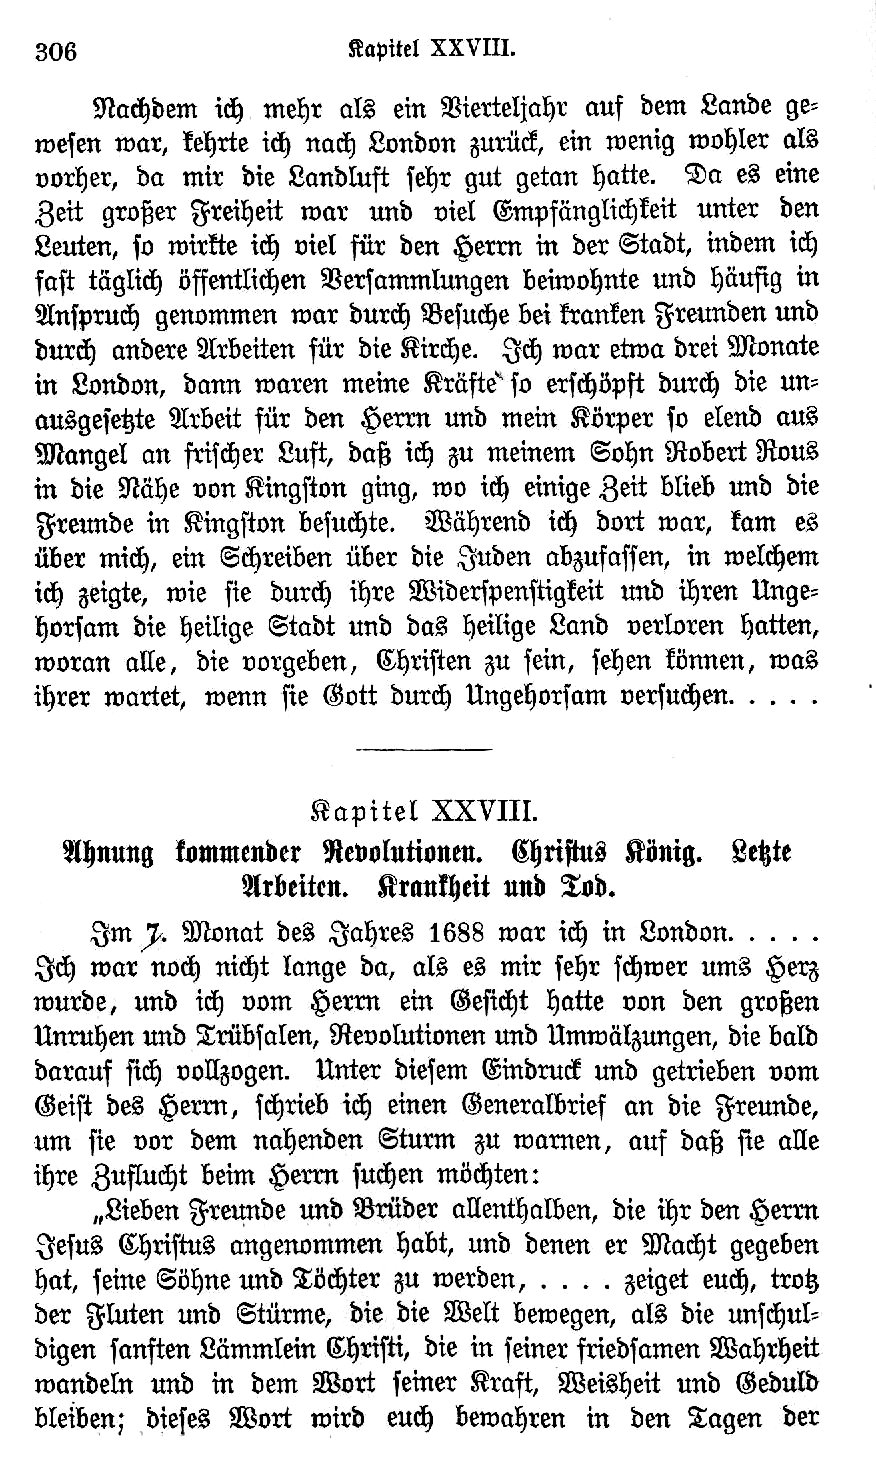 306 Kapitel XXVIII.
Nachdem ich mehr als ein Vierteljahr auf dem Lande ge-
wesen war, kehrte ich nach London zurück, ein wenig wohler als
vorher, da mir die Landluft sehr gut getan hatte. Da es eine
Zeit großer Freiheit war und viel Empfänglichkeit unter den
Leuten, so wirkte ich viel für den Herrn in der Stadt, indem ich
fast täglich öffentlichen Versammlungen beiwohnte und häufig in
Anspruch genommen war durch Besuche bei kranken Freunden und
durch andere Arbeiten für die Kirche. Ich war etwa drei Monate
in London, dann waren meine Kräfte so erschöpft durch die un-
ausgesetzte Arbeit für den Herrn und mein Körper so elend aus
Mangel an frischer Luft, daß ich zu meinem Sohn Robert Rous
in die Nähe von Kingston ging, wo ich einige Zeit blieb und die
Freunde in Kingston besuchte. Während ich dort war, kam es
über mich, ein Schreiben über die Juden abzufassen, in welchem
ich zeigte, wie sie durch ihre Widerspenstigkeit und ihren Unge-
horsam die heilige Stadt und das heilige Land verloren hatten,
woran alle, die vorgeben, Christen zu sein, sehen können, was
ihrer wartet, wenn sie Gott durch Ungehorsam versuchen. . . . .
Kapitel XXVIII.
Ahnung kommender Revolutionen. Christus König. Letzte
Arbeiten. Krankheit und Tod.
Im 7. Monat des Jahres 1688 war ich in London. . . . .
Ich war noch nicht lange da, als es mir sehr schwer ums Herz
wurde, und ich vom Herrn ein Gesicht hatte von den großen
Unruhen und Trübsalen, Revolutionen und Umwälzungen, die bald
darauf sich vollzogen. Unter diesem Eindruck und getrieben vom
Geist des Herrn, schrieb ich einen Generalbrief an die Freunde,
um sie vor dem nahenden Sturm zu warnen, auf daß sie alle
ihre Zuflucht beim Herrn suchen möchten:
„Lieben Freunde und Brüder allenthalben, die ihr den Herrn
Jesus Christus angenommen habt, und denen er Macht gegeben
hat, seine Söhne und Töchter zu werden, . . . . zeiget euch, trotz
der Fluten und Stürme, die die Welt bewegen, als die unschul-
digen sanften Lämmlein Christi, die in seiner friedsamen Wahrheit
wandeln und in dem Wort seiner Kraft, Weisheit und Geduld
bleiben; dieses Wort wird euch bewahren in den Tagen der